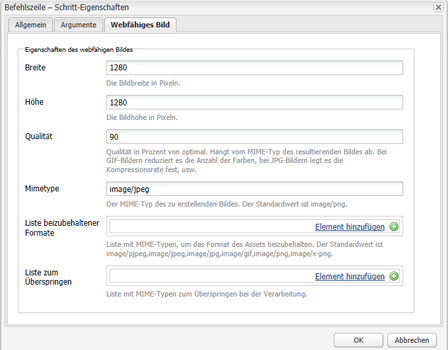 Befehlszeile – Schritt-Eigenschaften
Allgemein
Argumente
Webfähiges Bild
Eigenschaften des webfähigen Bildes
Breite
1280
Die Bildbreite in Pixeln.
Höhe
1280
Die Bildhöhe in Pixeln.
Qualität
90
Qualität in Prozent von optimal. Hängt vom MIME-Typ des resultierenden Bildes ab. Bei
GIF-Bildern reduziert es die Anzahl der Farben, bei JPG-Bildern legt es die
Kompressionsrate fest, usw.
Mimetype
image/jpeg
Der MIME-Typ des zu erstellenden Bildes. Der Standardwert ist image/png.
Liste beizubehaltener
Formate
Element hinzufügen
Liste mit MIME-Typen, um das Format des Assets beizubehalten. Der Standardwert ist
image/pjpeg,image/jpeg,image/jpg,image/gif,image/png,image/x-png.
Liste zum
Überspringen
Element hinzufügen
Liste mit MIME-Typen zum Überspringen bei der Verarbeitung.
OK
Abbrechen